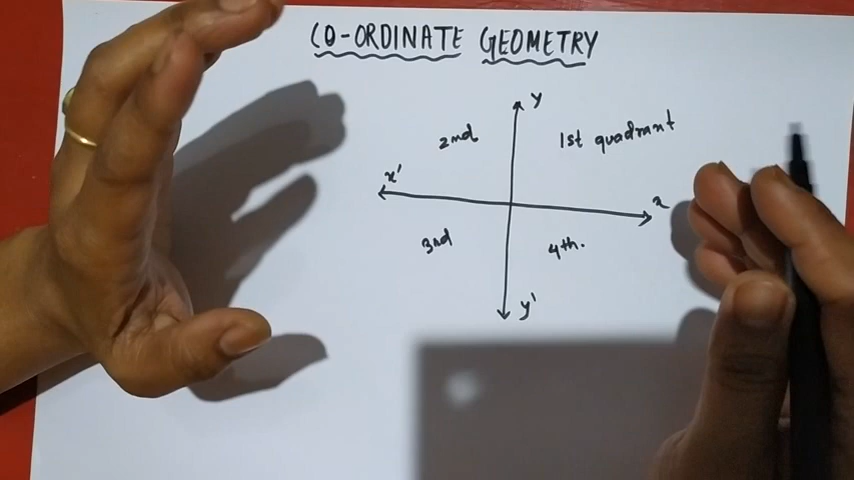 CO-ORDINATE GEOMETRY
y
2nd 1st quadrant
x'
x
3rd 4th.
y'